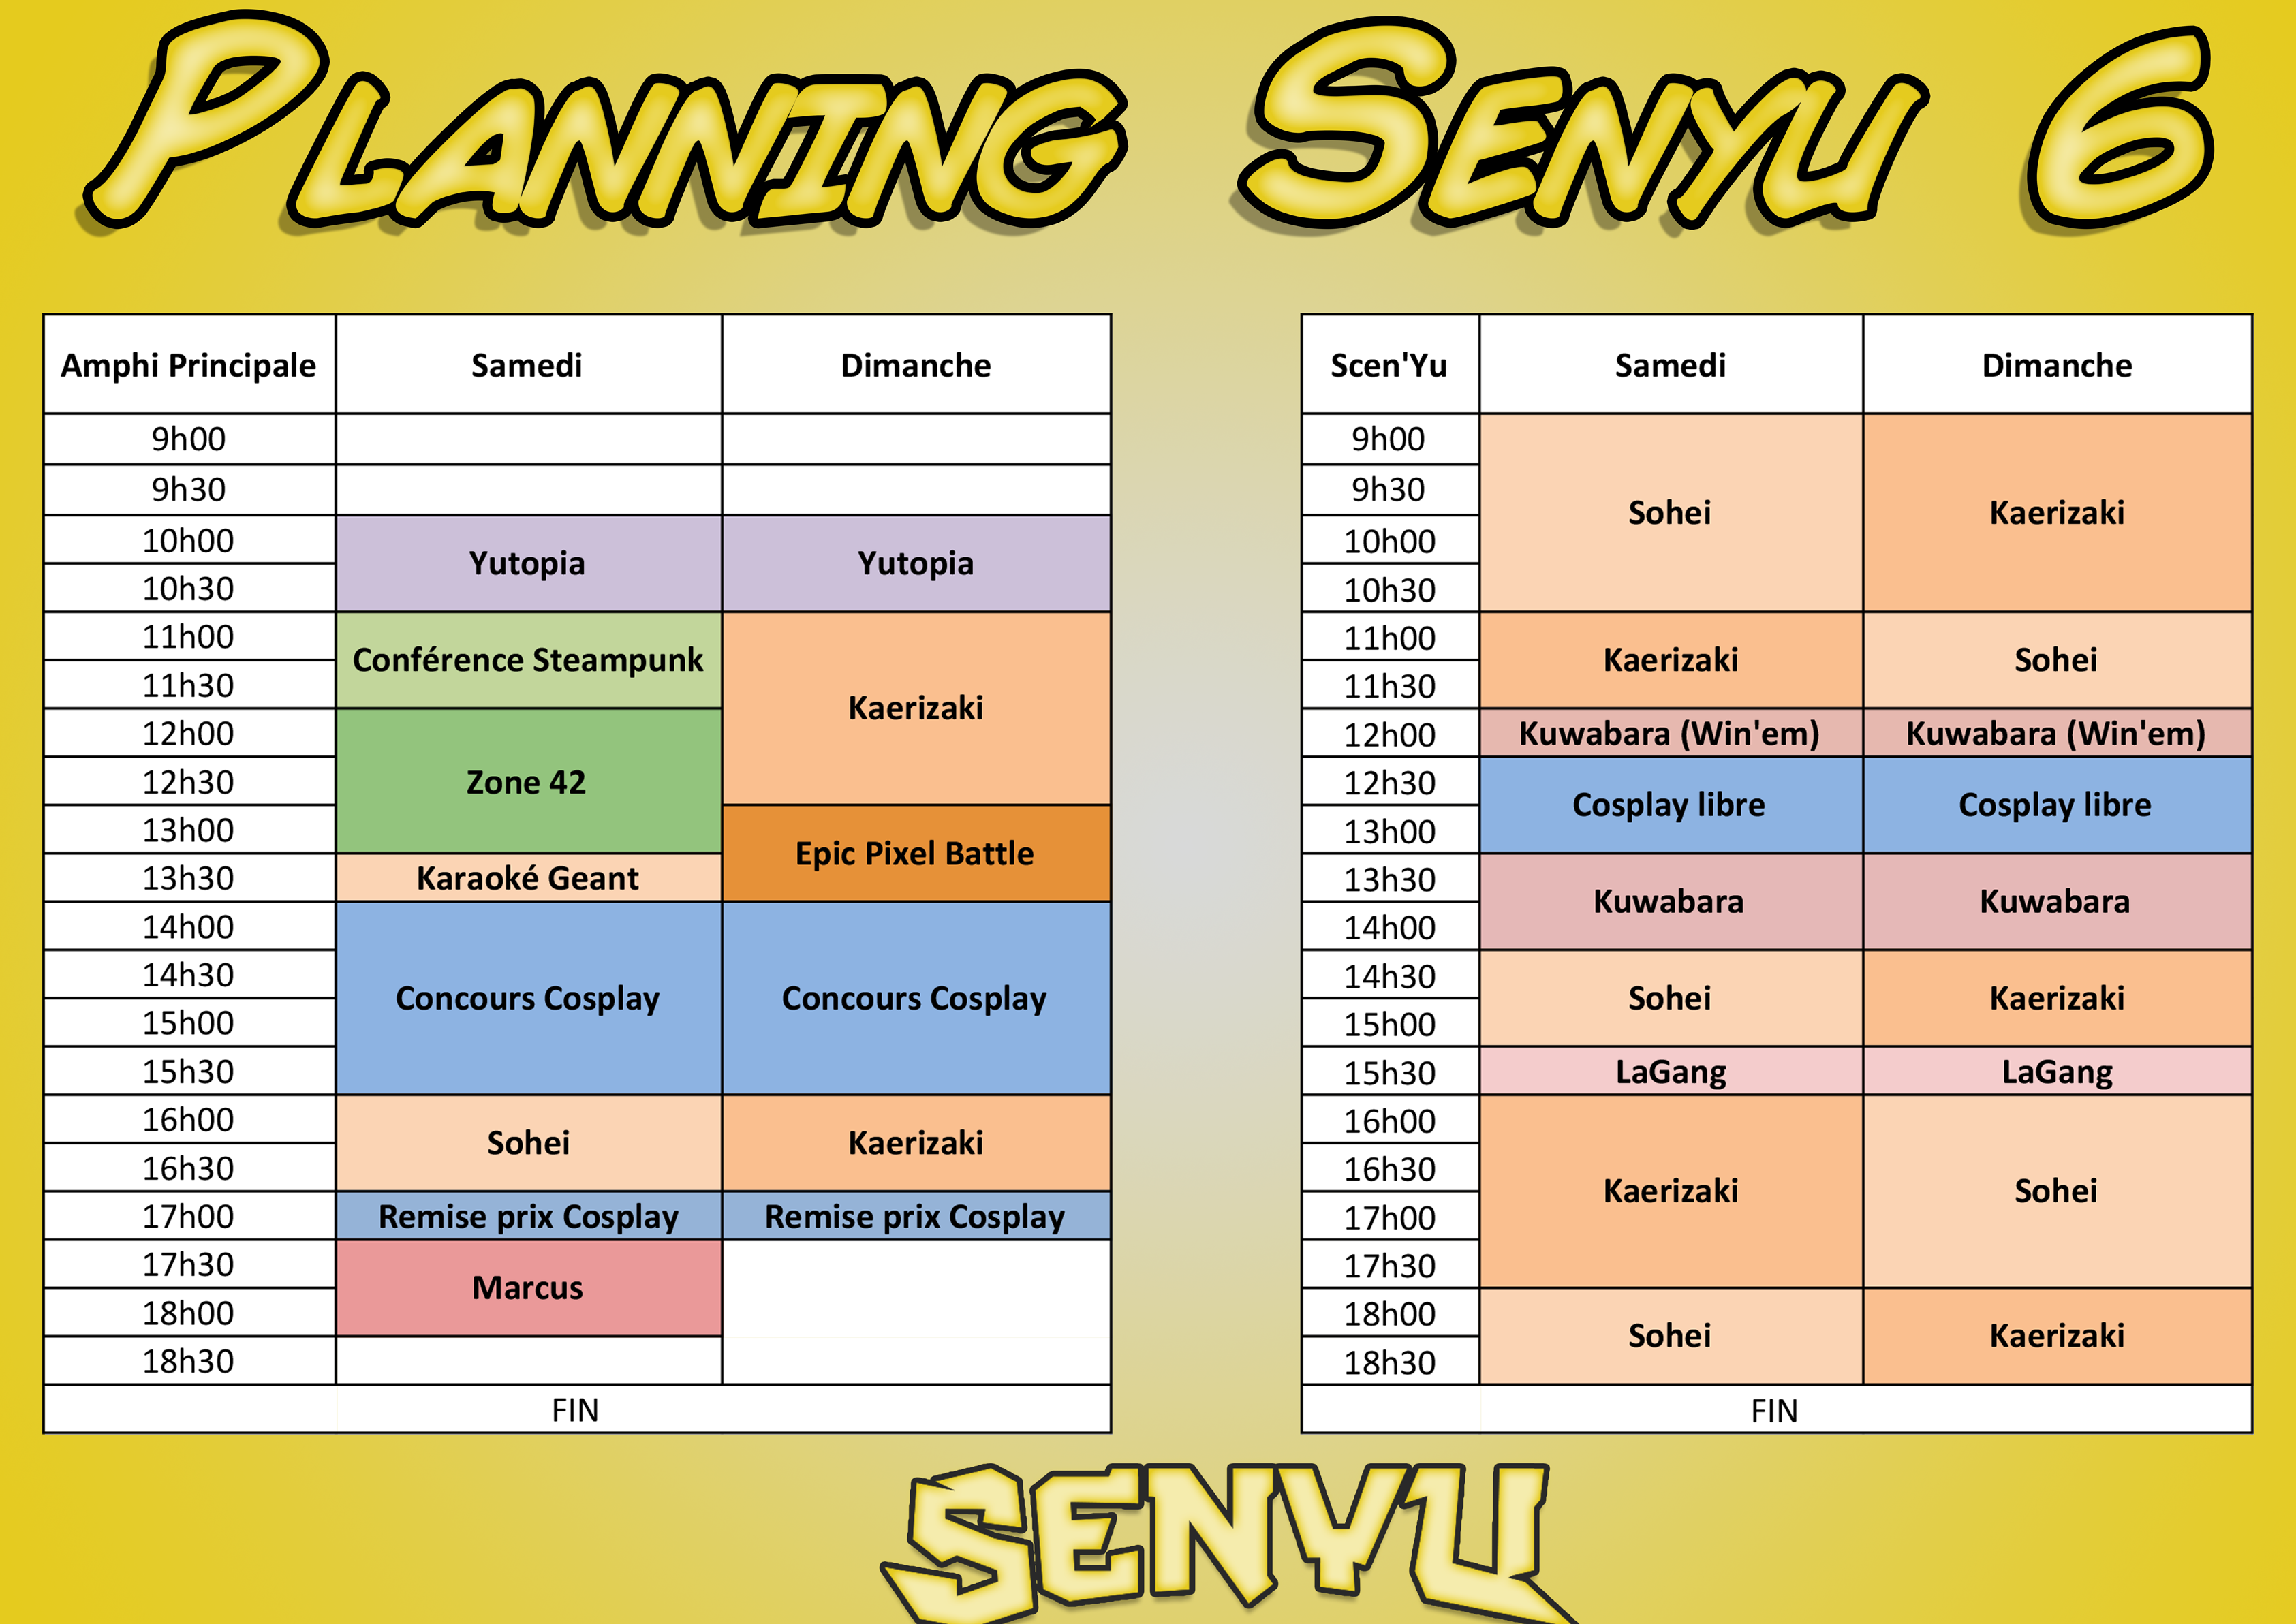 Planning Senyu 6
Amphi Principale Samedi Dimanche
9h00
9h30
10h00 Yutopia Yutopia
10h30
11h00 Conférence Steampunk Kaerizaki
11h30
12h00 Zone 42
12h30
13h00 Epic Pixel Battle
13h30 Karaoké Geant
14h00 Concours Cosplay Concours Cosplay
14h30
15h00
15h30
16h00 Sohei Kaerizaki
16h30
17h00 Remise prix Cosplay Remise prix Cosplay
17h30 Marcus
18h00
18h30
FIN
Scen'Yu Samedi Dimanche
9h00 Sohei Kaerizaki
9h30
10h00
10h30
11h00 Kaerizaki Sohei
11h30
12h00 Kuwabara (Win'em) Kuwabara (Win'em)
12h30 Cosplay libre Cosplay libre
13h00
13h30 Kuwabara Kuwabara
14h00
14h30 Sohei Kaerizaki
15h00
15h30 LaGang LaGang
16h00 Kaerizaki Sohei
16h30
17h00
17h30
18h00 Sohei Kaerizaki
18h30
FIN
SENYU